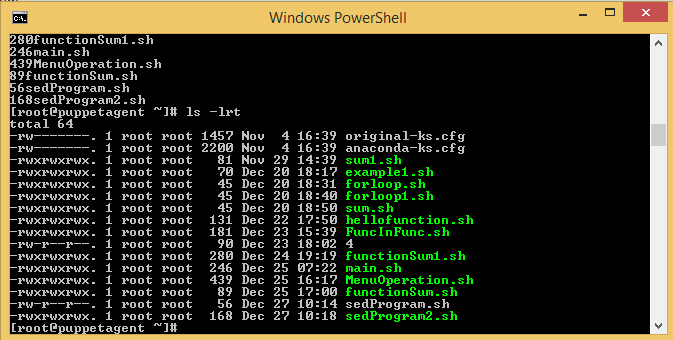 Windows PowerShell
280functionSum1.sh
246main.sh
439MenuOperation.sh
89functionSum.sh
56sedProgram.sh
168sedProgram2.sh
[root@puppetagent ~]# ls -lrt
total 64
-rw-------. 1 root root 1457 Nov  4 16:39 original-ks.cfg
-rw-------. 1 root root 2200 Nov  4 16:39 anaconda-ks.cfg
-rwxrwxrwx. 1 root root   81 Nov 29 14:39 sum1.sh
-rwxrwxrwx. 1 root root   70 Dec 20 18:17 example1.sh
-rwxrwxrwx. 1 root root   45 Dec 20 18:31 forloop.sh
-rwxrwxrwx. 1 root root   45 Dec 20 18:40 forloop1.sh
-rwxrwxrwx. 1 root root   45 Dec 20 18:50 sum.sh
-rwxrwxrwx. 1 root root  131 Dec 22 17:50 hellofunction.sh
-rwxrwxrwx. 1 root root  181 Dec 23 15:39 FuncInFunc.sh
-rw-r--r--. 1 root root   90 Dec 23 18:02 4
-rwxrwxrwx. 1 root root  280 Dec 24 19:19 functionSum1.sh
-rwxrwxrwx. 1 root root  246 Dec 25 07:22 main.sh
-rwxrwxrwx. 1 root root  439 Dec 25 16:17 MenuOperation.sh
-rwxrwxrwx. 1 root root   89 Dec 25 17:00 functionSum.sh
-rw-r--r--. 1 root root   56 Dec 27 10:14 sedProgram.sh
-rwxrwxrwx. 1 root root  168 Dec 27 10:18 sedProgram2.sh
[root@puppetagent ~]#